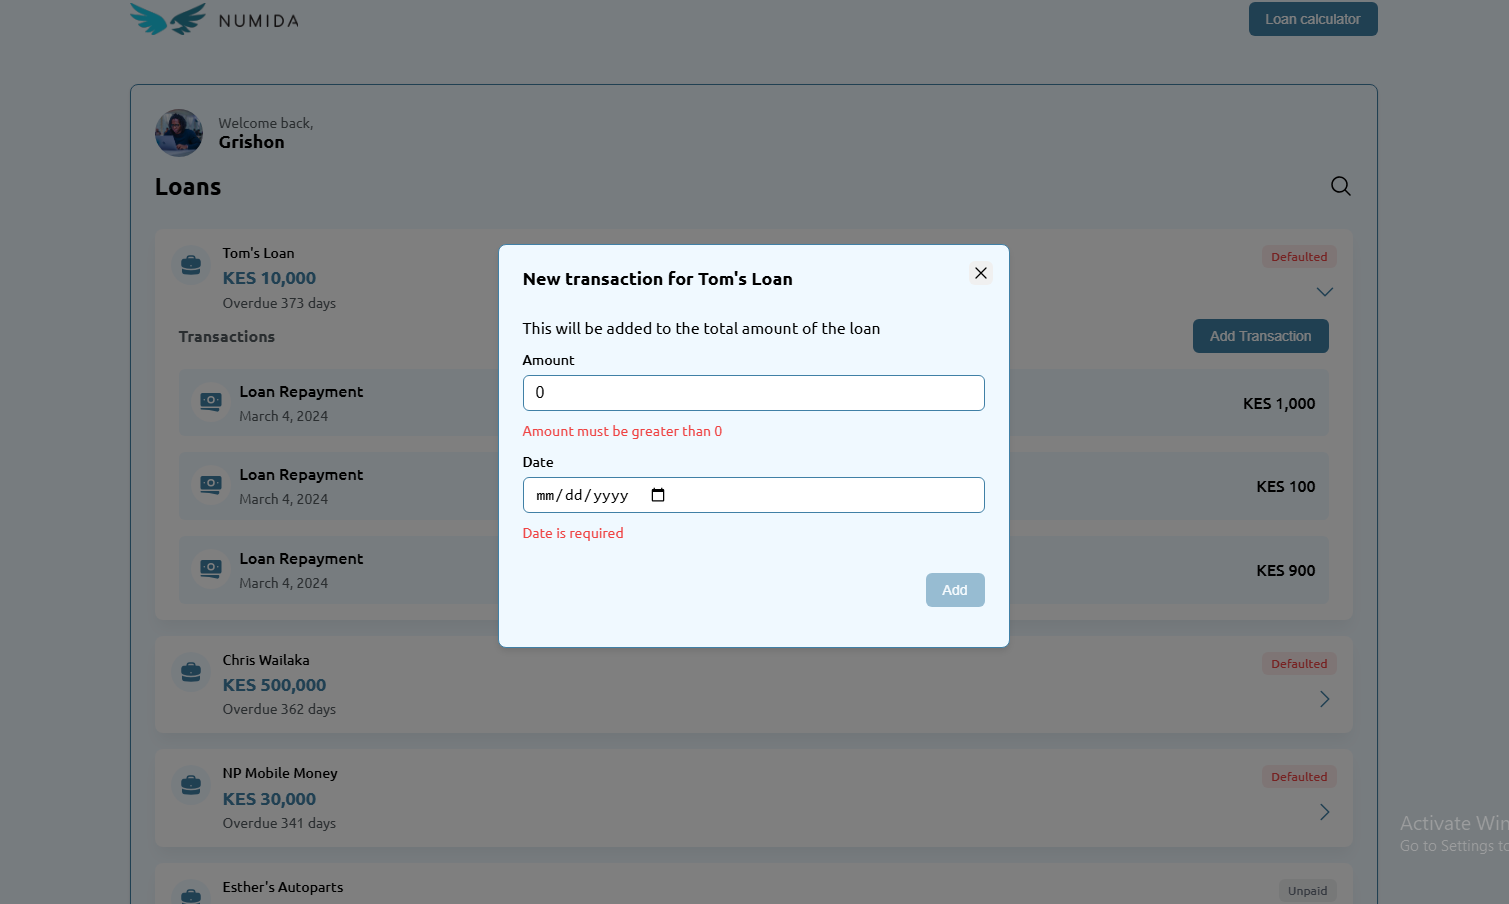 NUMIDA
Loan calculator
Welcome back,
Grishon
Loans
Tom's Loan
KES 10,000
Overdue 373 days
Defaulted
Transactions
Add Transaction
Loan Repayment
March 4, 2024
KES 1,000
Loan Repayment
March 4, 2024
KES 100
Loan Repayment
March 4, 2024
KES 900
New transaction for Tom's Loan
This will be added to the total amount of the loan
Amount
0
Amount must be greater than 0
Date
mm/dd/yyyy
Date is required
Add
Chris Wailaka
KES 500,000
Overdue 362 days
Defaulted
NP Mobile Money
KES 30,000
Overdue 341 days
Defaulted
Esther's Autoparts
Unpaid
Activate Win
Go to Settings to